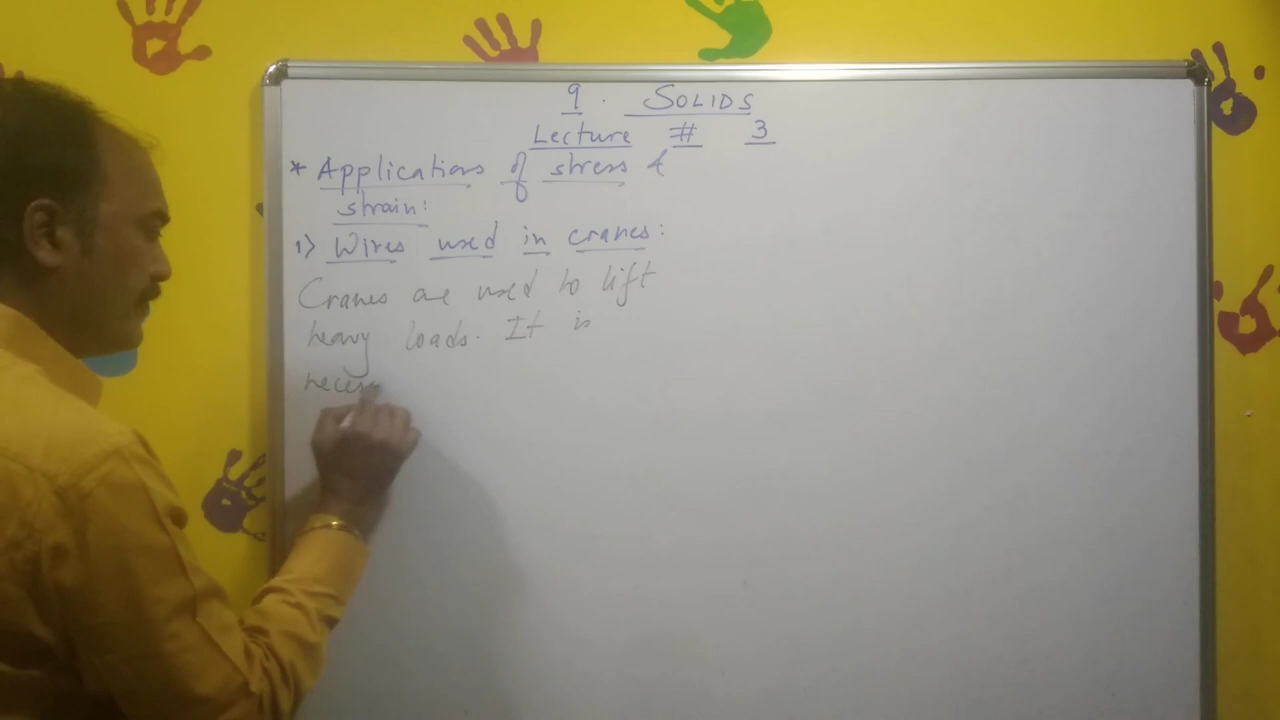 9. SOLIDS
Lecture # 3
* Applications of stress &
strain:
1) Wires used in cranes:
Cranes are used to lift
heavy loads. It is